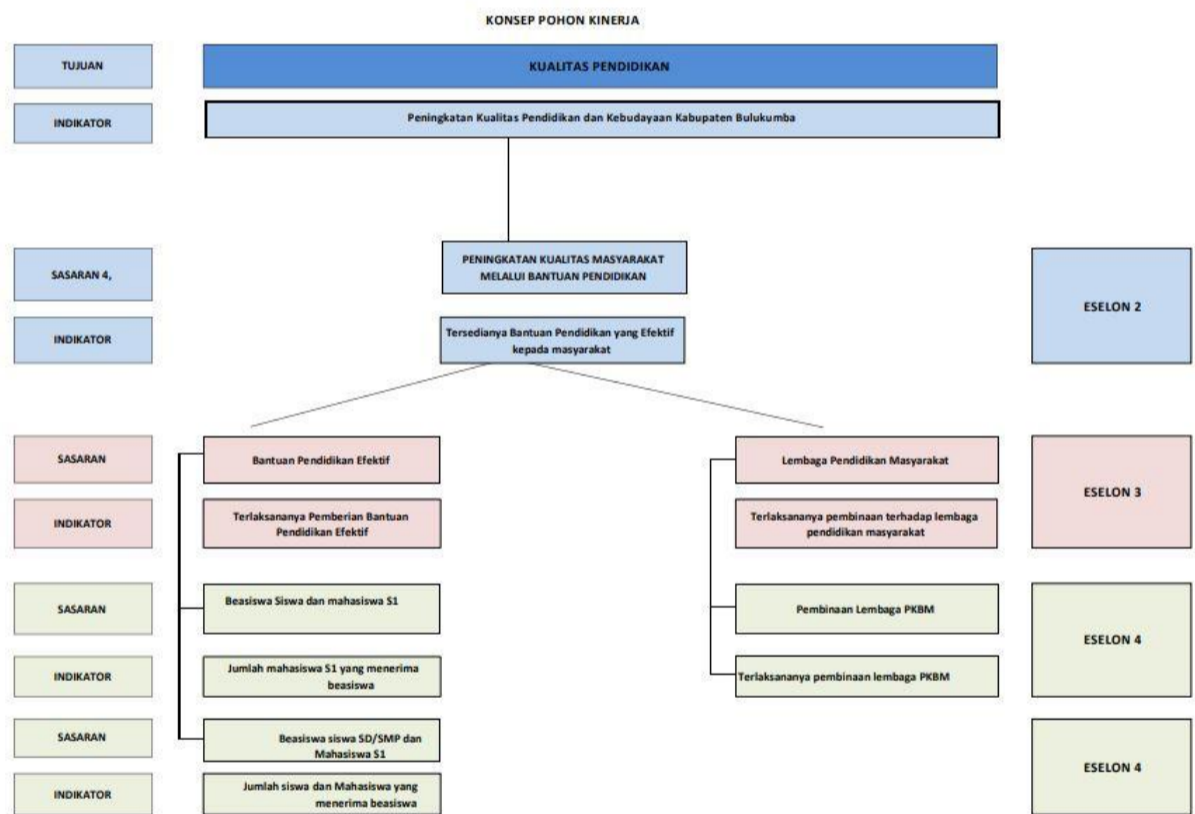 KONSEP POHON KINERJA
TUJUAN
KUALITAS PENDIDIKAN
INDIKATOR
Peningkatan Kualitas Pendidikan dan Kebudayaan Kabupaten Bulukumba
SASARAN 4,
PENINGKATAN KUALITAS MASYARAKAT
MELALUI BANTUAN PENDIDIKAN
ESELON 2
INDIKATOR
Tersedianya Bantuan Pendidikan yang Efektif
kepada masyarakat
SASARAN
Bantuan Pendidikan Efektif
Lembaga Pendidikan Masyarakat
ESELON 3
INDIKATOR
Terlaksananya Pemberian Bantuan
Pendidikan Efektif
Terlaksananya pembinaan terhadap lembaga
pendidikan masyarakat
SASARAN
Beasiswa Siswa dan mahasiswa S1
Pembinaan Lembaga PKBM
ESELON 4
INDIKATOR
Jumlah mahasiswa S1 yang menerima
beasiswa
Terlaksananya pembinaan lembaga PKBM
SASARAN
Beasiswa siswa SD/SMP dan
Mahasiswa S1
ESELON 4
INDIKATOR
Jumlah siswa dan Mahasiswa yang
menerima beasiswa